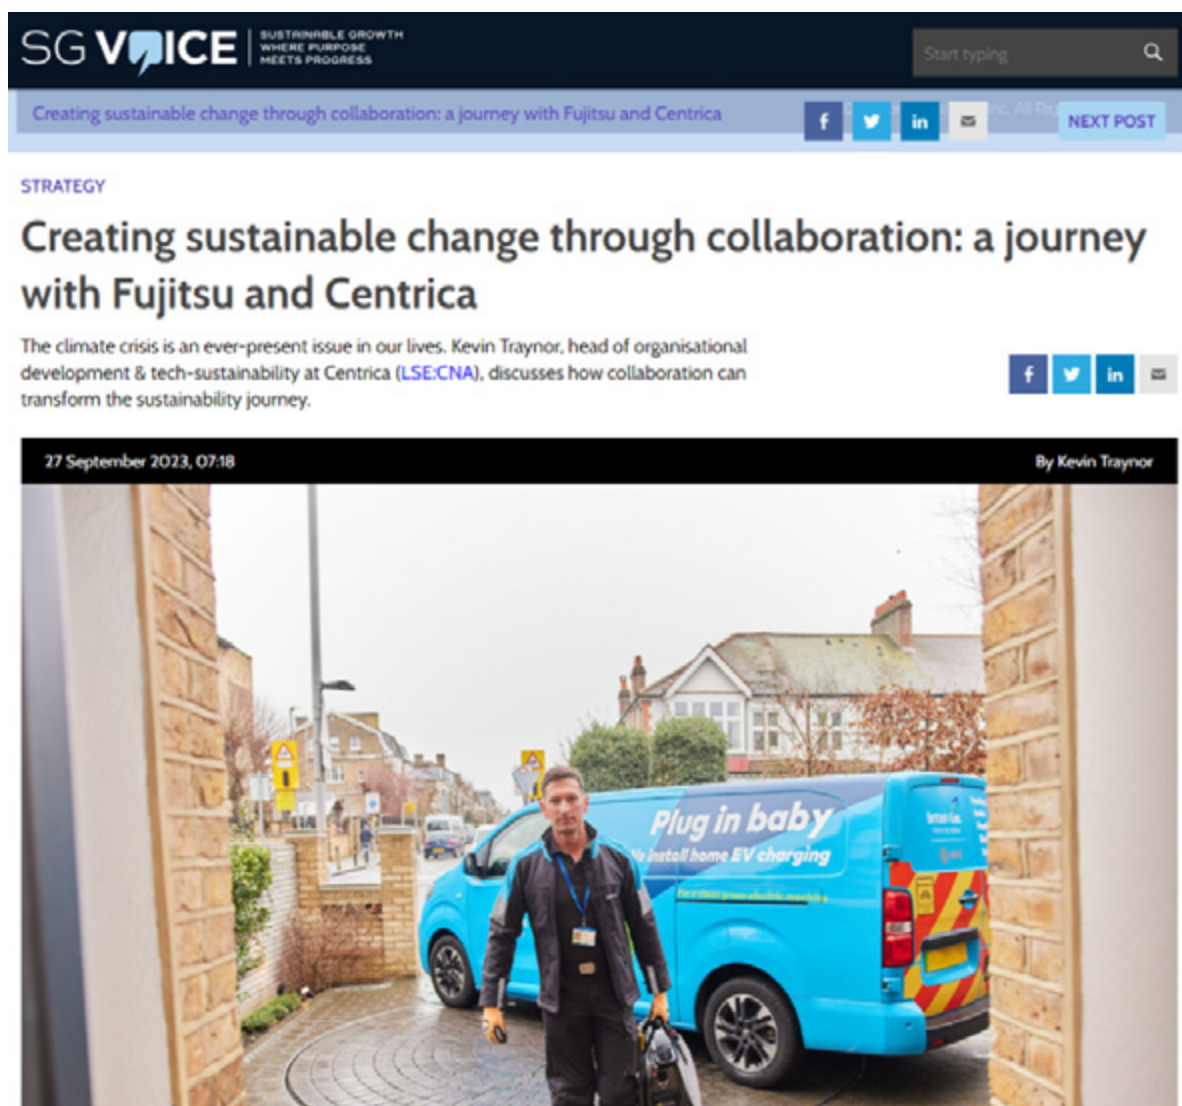 SG VOICE
SUSTAINABLE GROWTH
WHERE PURPOSE
MEETS PROGRESS
Start typing
Creating sustainable change through collaboration: a journey with Fujitsu and Centrica
NEXT POST
STRATEGY
Creating sustainable change through collaboration: a journey
with Fujitsu and Centrica
The climate crisis is an ever-present issue in our lives. Kevin Traynor, head of organisational
development & tech-sustainability at Centrica (LSE:CNA), discusses how collaboration can
transform the sustainability journey.
27 September 2023, 07:18
By Kevin Traynor
Plug in baby
install home EV charging